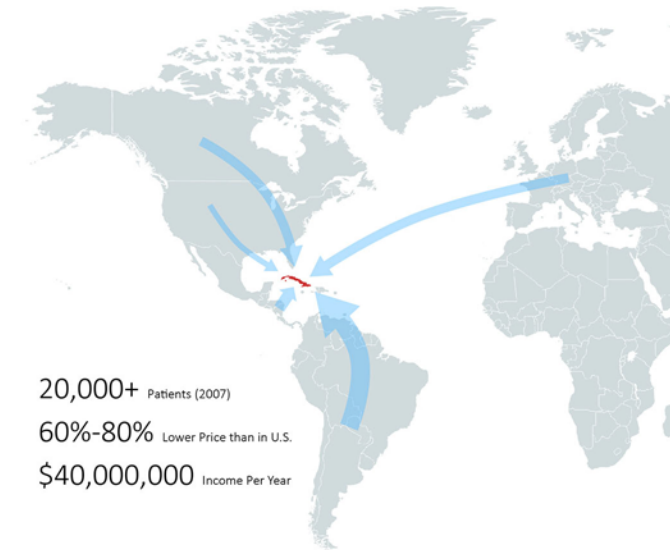 20,000+ Patients (2007)
60%-80% Lower Price than in U.S.
$40,000,000 Income Per Year